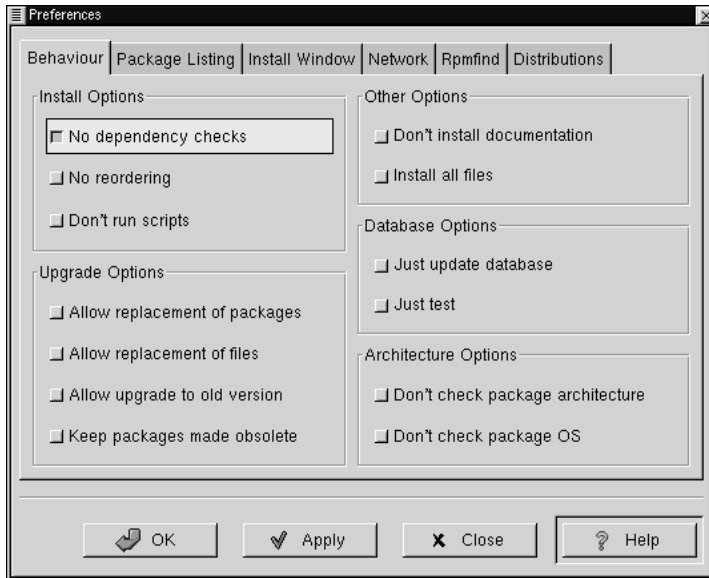 Preferences
Behaviour Package Listing Install Window Network Rpmfind Distributions
Install Options
No dependency checks
No reordering
Don't run scripts
Upgrade Options
Allow replacement of packages
Allow replacement of files
Allow upgrade to old version
Keep packages made obsolete
Other Options
Don't install documentation
Install all files
Database Options
Just update database
Just test
Architecture Options
Don't check package architecture
Don't check package OS
OK Apply Close Help